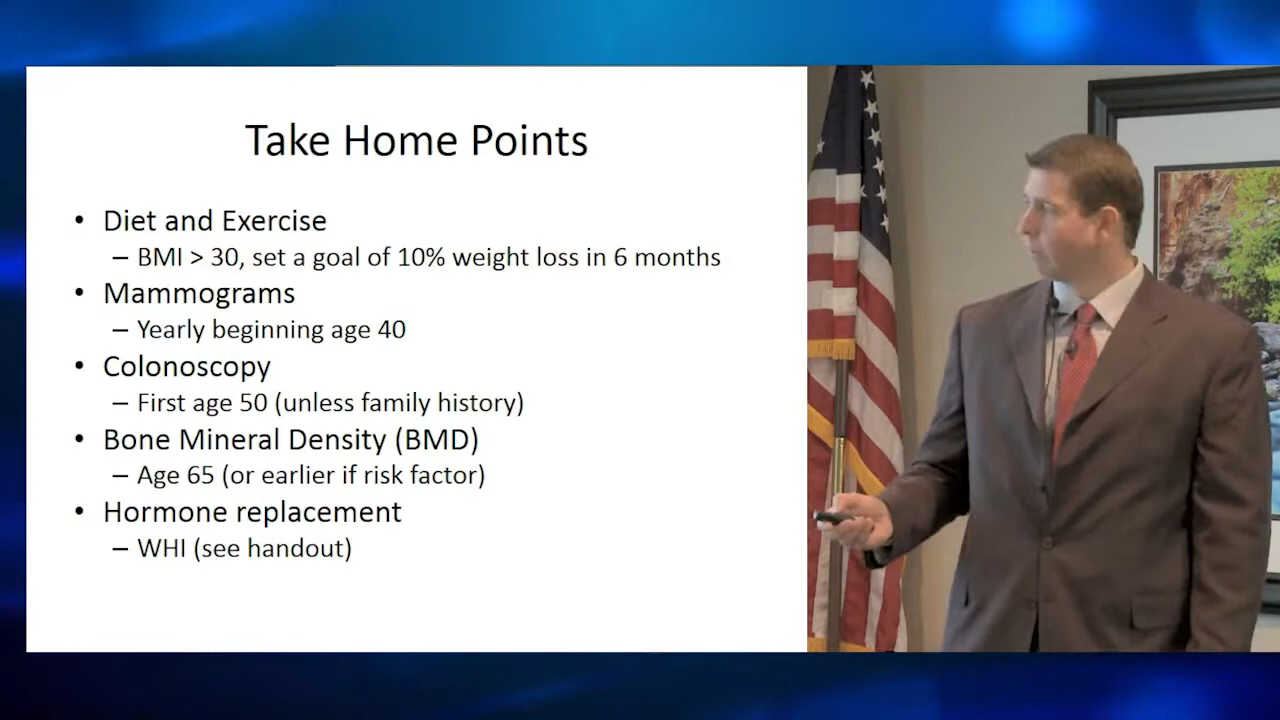 Take Home Points
• Diet and Exercise
– BMI > 30, set a goal of 10% weight loss in 6 months
• Mammograms
– Yearly beginning age 40
• Colonoscopy
– First age 50 (unless family history)
• Bone Mineral Density (BMD)
– Age 65 (or earlier if risk factor)
• Hormone replacement
– WHI (see handout)